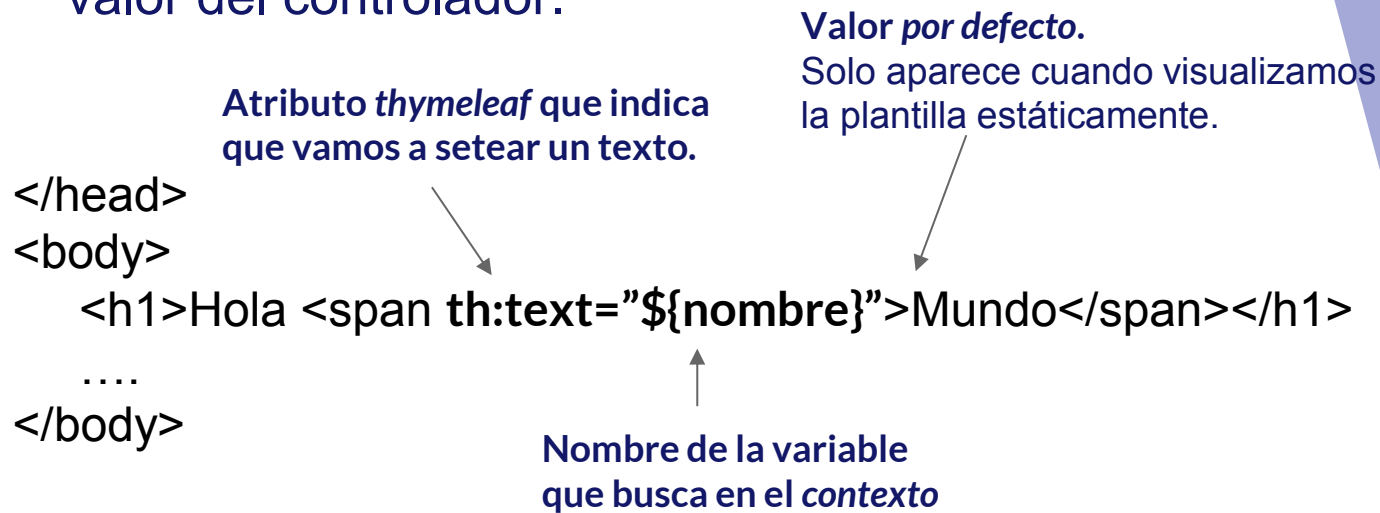 valor del controlador.
Valor por defecto.
Solo aparece cuando visualizamos
la plantilla estáticamente.
Atributo thymeleaf que indica
que vamos a setear un texto.
</head>
<body>
<h1>Hola <span th:text=”${nombre}”>Mundo</span></h1>
….
</body>
Nombre de la variable
que busca en el contexto